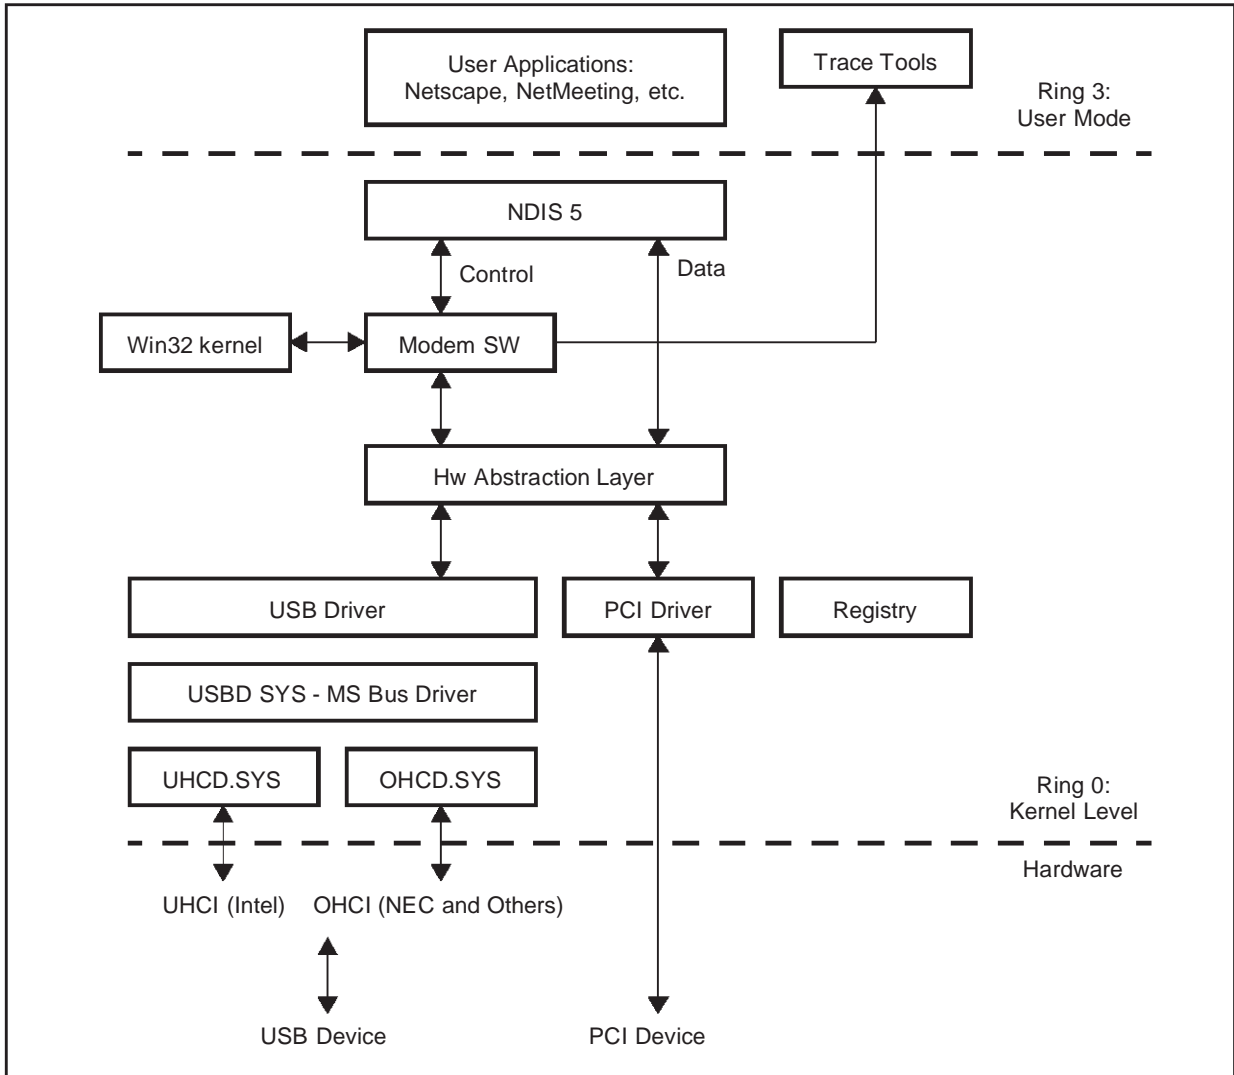 User Applications:
Netscape, NetMeeting, etc.
Trace Tools
Ring 3:
User Mode
NDIS 5
Control
Data
Win32 kernel
Modem SW
Hw Abstraction Layer
USB Driver
PCI Driver
Registry
USBD SYS - MS Bus Driver
UHCD.SYS
OHCD.SYS
Ring 0:
Kernel Level
Hardware
UHCI (Intel)
OHCI (NEC and Others)
USB Device
PCI Device